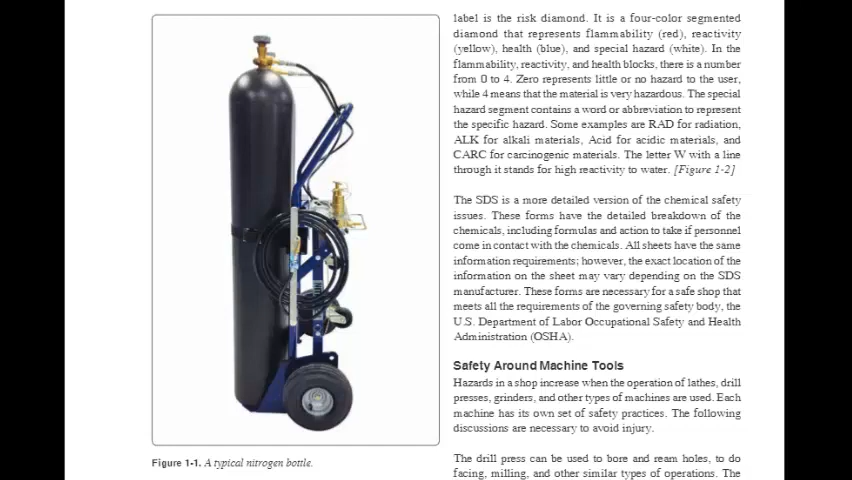 label is the risk diamond. It is a four-color segmented
diamond that represents flammability (red), reactivity
(yellow), health (blue), and special hazard (white). In the
flammability, reactivity, and health blocks, there is a number
from 0 to 4. Zero represents little or no hazard to the user,
while 4 means that the material is very hazardous. The special
hazard segment contains a word or abbreviation to represent
the specific hazard. Some examples are RAD for radiation,
ALK for alkali materials, Acid for acidic materials, and
CARC for carcinogenic materials. The letter W with a line
through it stands for high reactivity to water. [Figure 1-2]
The SDS is a more detailed version of the chemical safety
issues. These forms have the detailed breakdown of the
chemicals, including formulas and action to take if personnel
come in contact with the chemicals. All sheets have the same
information requirements; however, the exact location of the
information on the sheet may vary depending on the SDS
manufacturer. These forms are necessary for a safe shop that
meets all the requirements of the governing safety body, the
U.S. Department of Labor Occupational Safety and Health
Administration (OSHA).
Safety Around Machine Tools
Hazards in a shop increase when the operation of lathes, drill
presses, grinders, and other types of machines are used. Each
machine has its own set of safety practices. The following
discussions are necessary to avoid injury.
The drill press can be used to bore and ream holes, to do
facing, milling, and other similar types of operations. The
Figure 1-1. A typical nitrogen bottle.